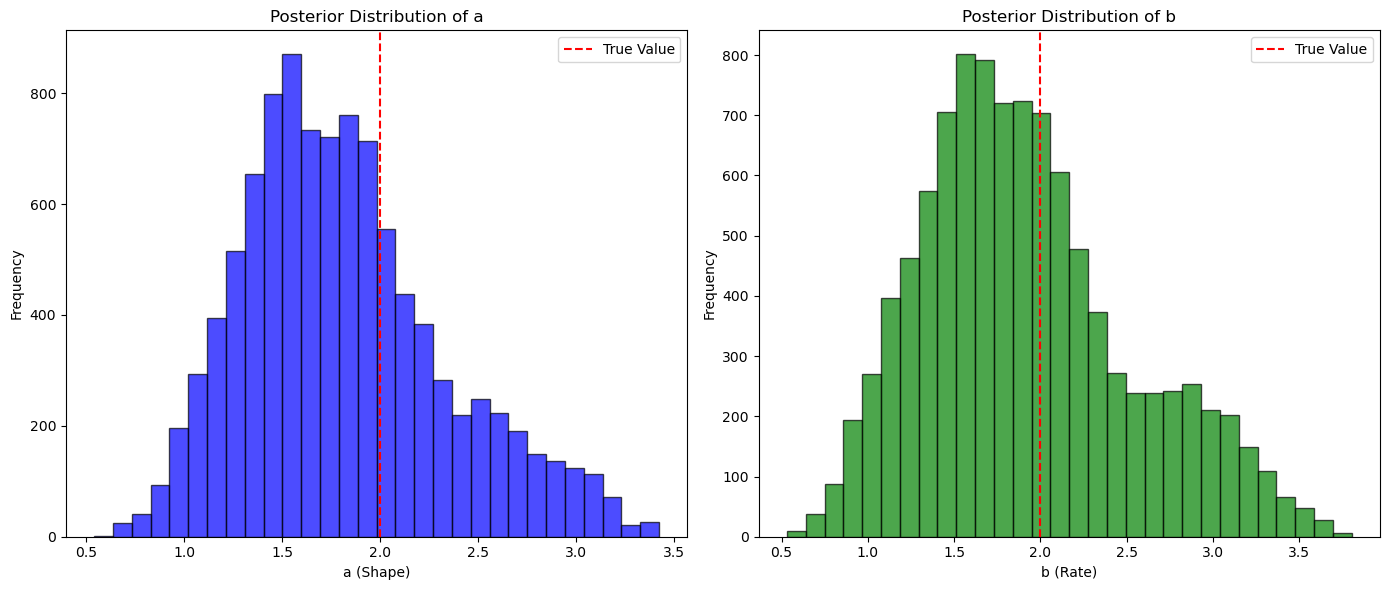 Posterior Distribution of a
True Value
Frequency
800
600
400
200
0
0.5 1.0 1.5 2.0 2.5 3.0 3.5
a (Shape)
Posterior Distribution of b
True Value
Frequency
800
700
600
500
400
300
200
100
0
0.5 1.0 1.5 2.0 2.5 3.0 3.5
b (Rate)